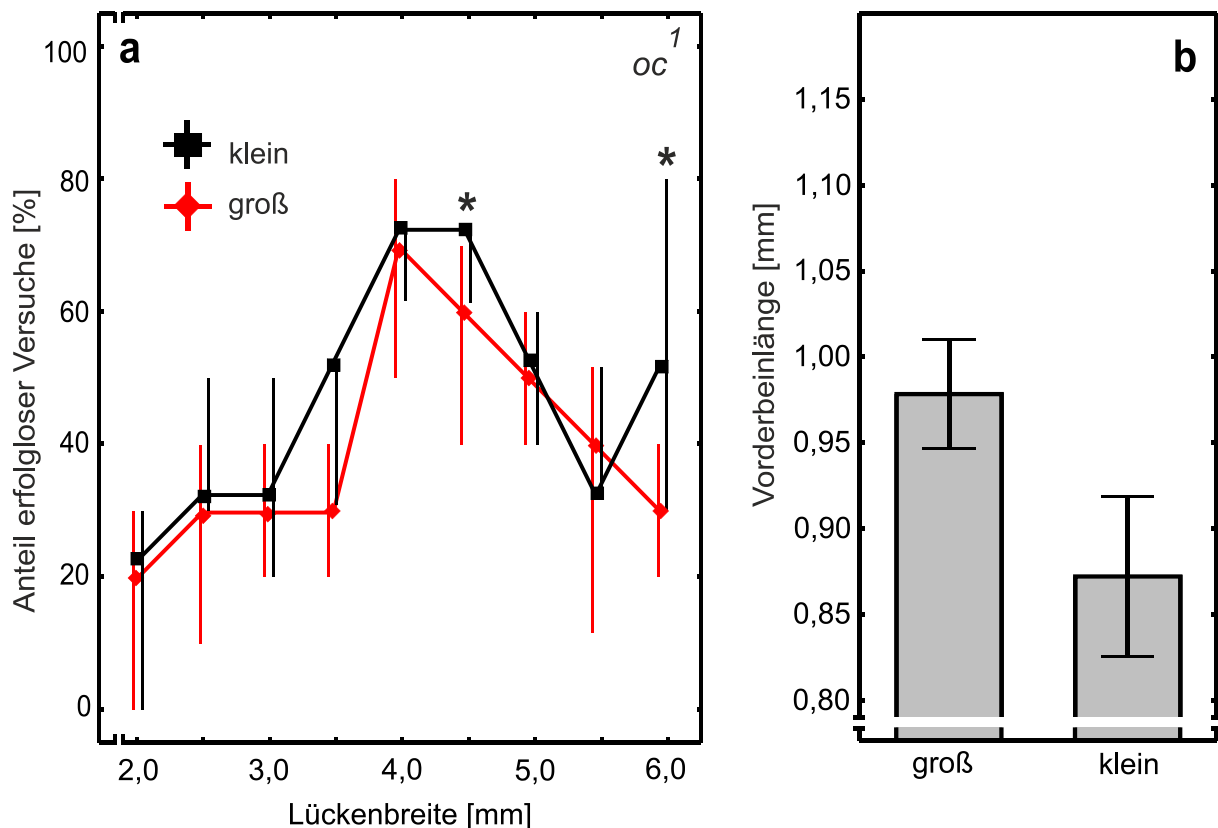 a
oc1
klein
groß
*
*
Anteil erfolgloser Versuche [%]
100
80
60
40
20
0
2,0 3,0 4,0 5,0 6,0
Lückenbreite [mm]
b
Vorderbeinlänge [mm]
1,15
1,10
1,05
1,00
0,95
0,90
0,85
0,80
groß klein